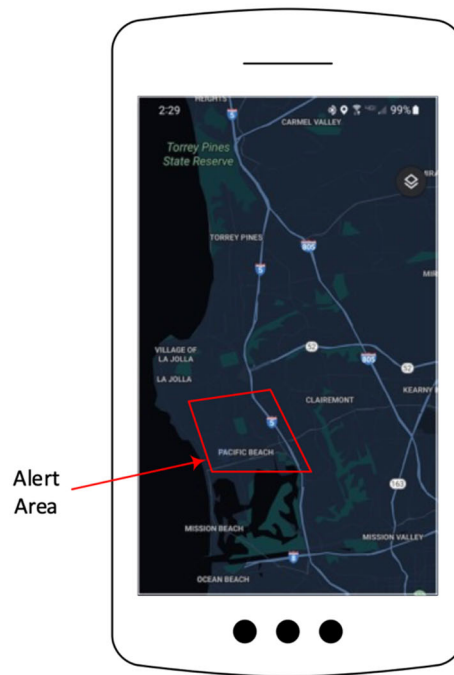 HEIGHTS
5
2:29
99%
CARMEL VALLEY
Torrey Pines
State Reserve
TORREY PINES
805
5
VILLAGE OF
LA JOLLA
52
805
52
LA JOLLA
KEARNY
CLAIREMONT
5
PACIFIC BEACH
Alert
Area
163
MISSION BEACH
MISSION VALLEY
8
OCEAN BEACH